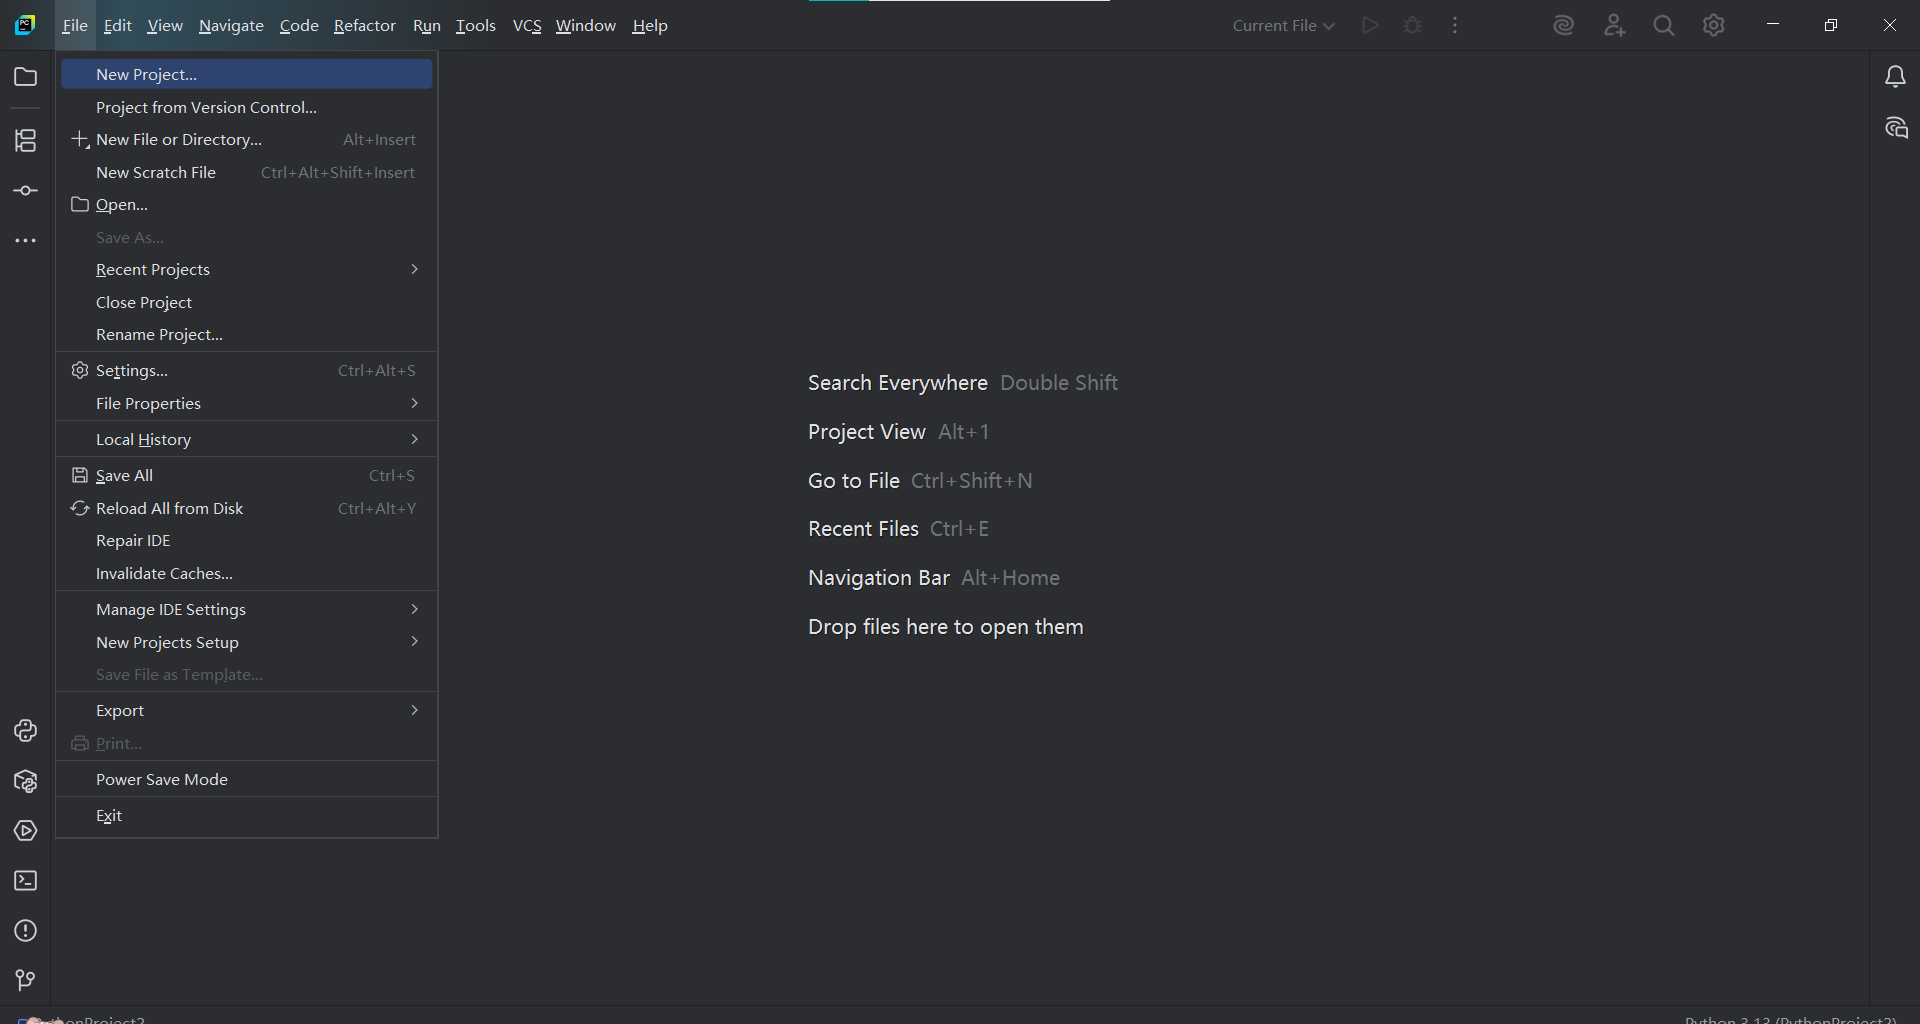 PC
File Edit View Navigate Code Refactor Run Tools VCS Window Help
Current File
New Project...
Project from Version Control...
New File or Directory... Alt+Insert
New Scratch File Ctrl+Alt+Shift+Insert
Open...
Save As...
Recent Projects
Close Project
Rename Project...
Settings... Ctrl+Alt+S
File Properties
Local History
Save All Ctrl+S
Reload All from Disk Ctrl+Alt+Y
Repair IDE
Invalidate Caches...
Manage IDE Settings
New Projects Setup
Save File as Template...
Export
Print...
Power Save Mode
Exit
Search Everywhere Double Shift
Project View Alt+1
Go to File Ctrl+Shift+N
Recent Files Ctrl+E
Navigation Bar Alt+Home
Drop files here to open them
Python 3.13 (PythonProject2)